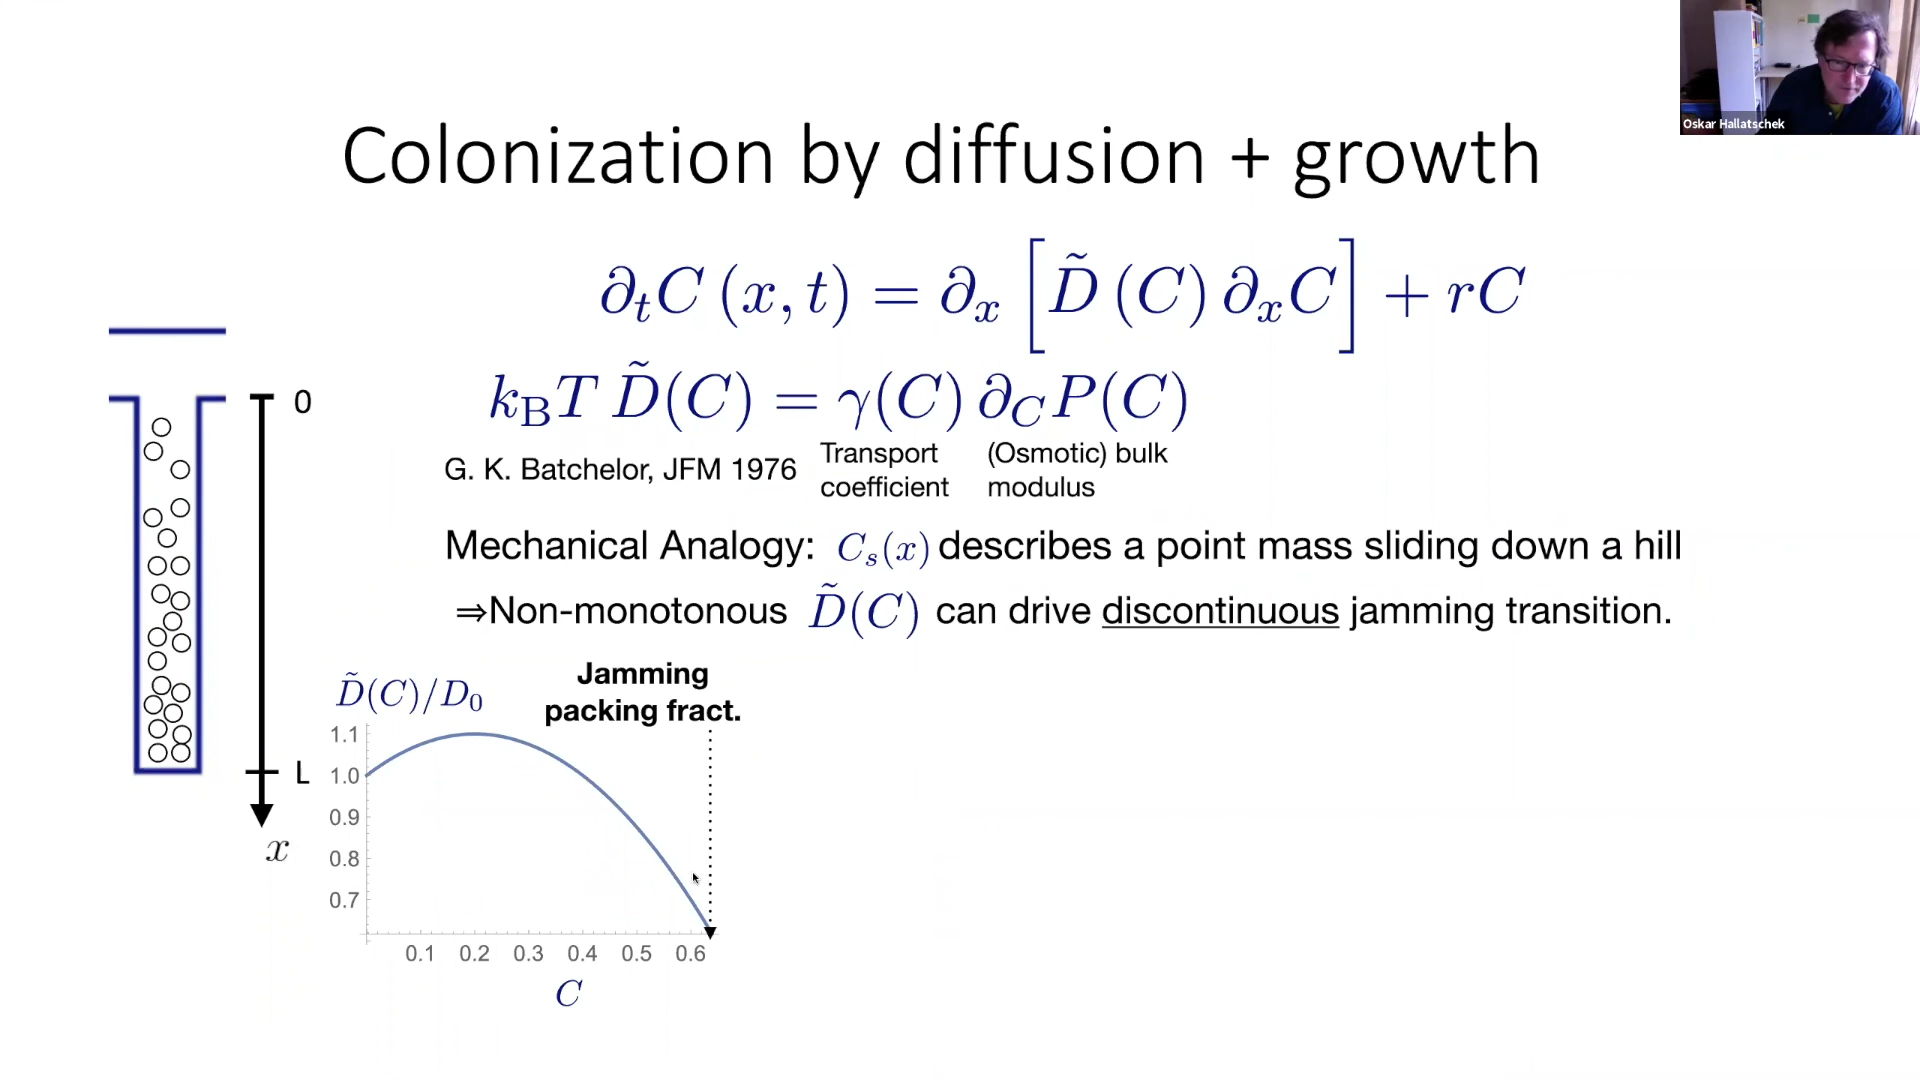 Oskar Hallatschek
Colonization by diffusion + growth
∂ₜC (x, t) = ∂ₓ [D̃ (C) ∂ₓC] + rC
k_B T D̃(C) = γ(C) ∂_C P(C)
G. K. Batchelor, JFM 1976
Transport coefficient
(Osmotic) bulk modulus
Mechanical Analogy: Cₛ(x) describes a point mass sliding down a hill
⇒Non-monotonous D̃(C) can drive discontinuous jamming transition.
0
L
x
Jamming
packing fract.
D̃(C)/D₀
1.1
1.0
0.9
0.8
0.7
0.1 0.2 0.3 0.4 0.5 0.6
C